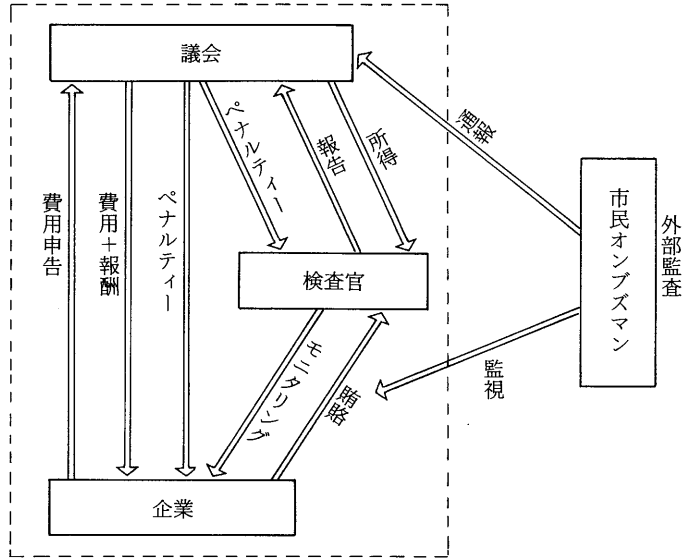 議会
ペナルティー
報告
所得
通報
費用申告
費用＋報酬
ペナルティー
検査官
市民オンブズマン
外部監査
モニタリング
賄賂
監視
企業